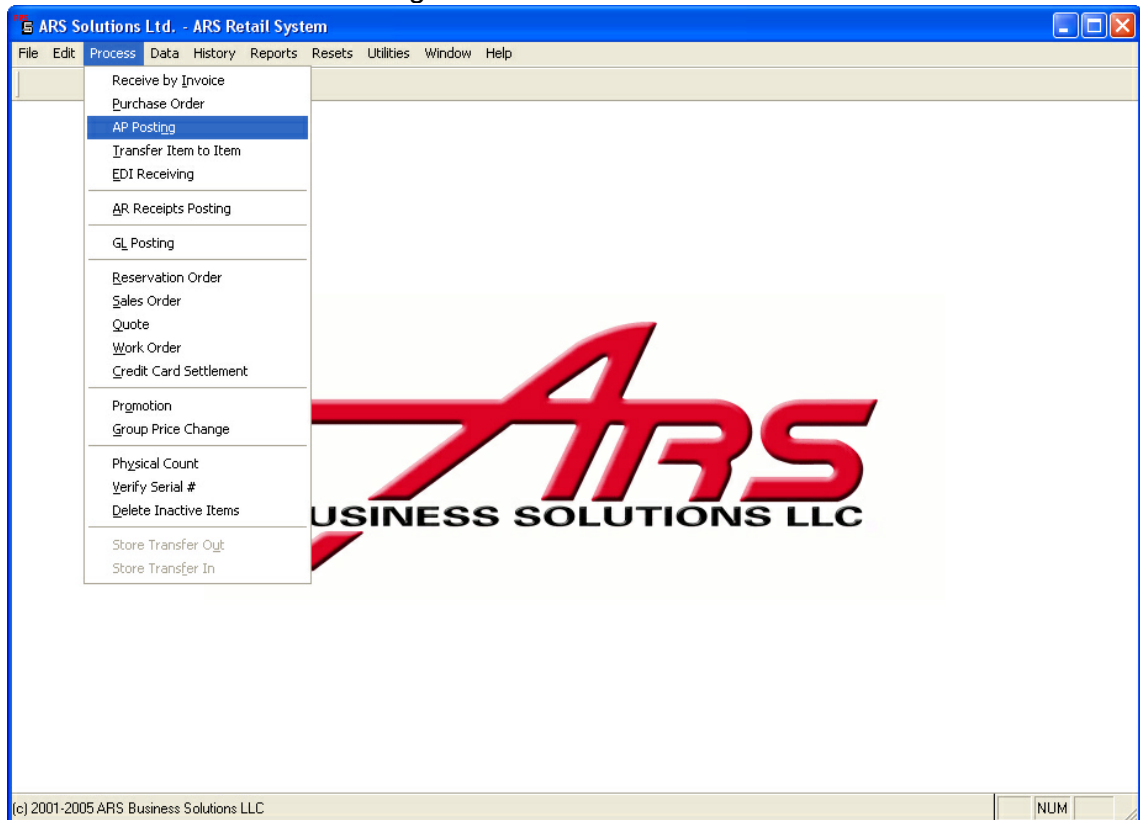 ARS Solutions Ltd. - ARS Retail System
File Edit Process Data History Reports Resets Utilities Window Help
Receive by Invoice
Purchase Order
AP Posting
Transfer Item to Item
EDI Receiving
AR Receipts Posting
GL Posting
Reservation Order
Sales Order
Quote
Work Order
Credit Card Settlement
Promotion
Group Price Change
Physical Count
Verify Serial #
Delete Inactive Items
Store Transfer Out
Store Transfer In
ARS
USINESS SOLUTIONS LLC
(c) 2001-2005 ARS Business Solutions LLC
NUM